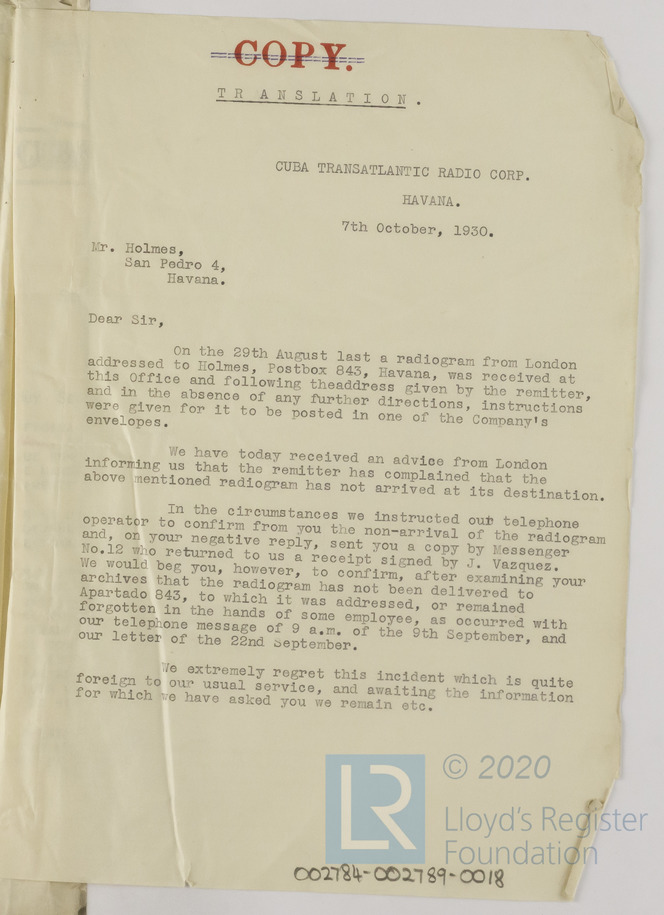 COPY.
TRANSLATION.
CUBA TRANSATLANTIC RADIO CORP.
HAVANA.
7th October, 1930.
Mr. Holmes,
San Pedro 4,
Havana.
Dear Sir,
On the 29th August last a radiogram from London
addressed to Holmes, Postbox 843, Havana, was received at
this Office and following theaddress given by the remitter,
and in the absence of any further directions, instructions
were given for it to be posted in one of the Company's
envelopes.
We have today received an advice from London
informing us that the remitter has complained that the
above mentioned radiogram has not arrived at its destination.
In the circumstances we instructed out telephone
operator to confirm from you the non-arrival of the radiogram
and, on your negative reply, sent you a copy by Messenger
No.12 who returned to us a receipt signed by J. Vazquez.
We would beg you, however, to confirm, after examining your
archives that the radiogram has not been delivered to
Apartado 843, to which it was addressed, or remained
forgotten in the hands of some employee, as occurred with
our telephone message of 9 a.m. of the 9th September, and
our letter of the 22nd September.
We extremely regret this incident which is quite
foreign to our usual service, and awaiting the information
for which we have asked you we remain etc.
LR
© 2020
Lloyd's Register
Foundation
002784-002789-0018